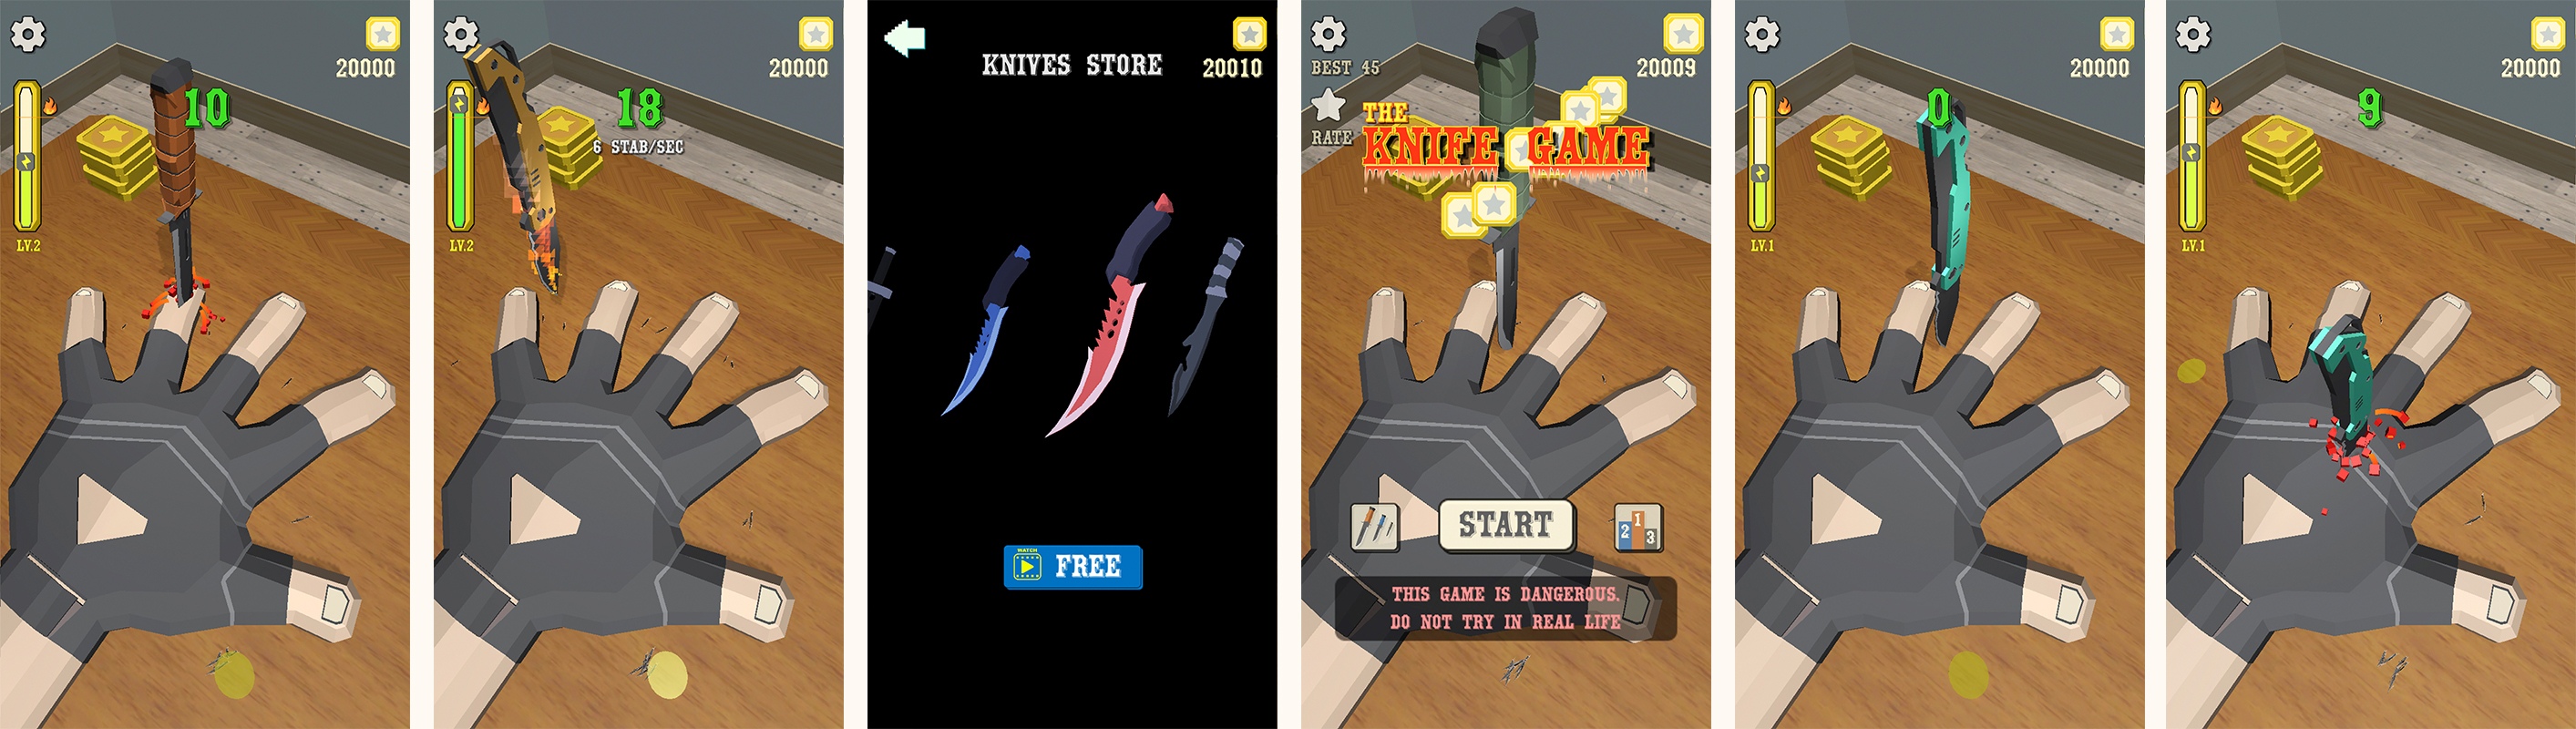 20000
10
LV.2
20000
18
6 STAB/SEC
LV.2
KNIVES STORE
20010
WATCH
FREE
BEST 45
20009
RATE
THE
KNIFE GAME
START
1
2
3
THIS GAME IS DANGEROUS.
DO NOT TRY IN REAL LIFE
20000
0
LV.1
20000
9
LV.1